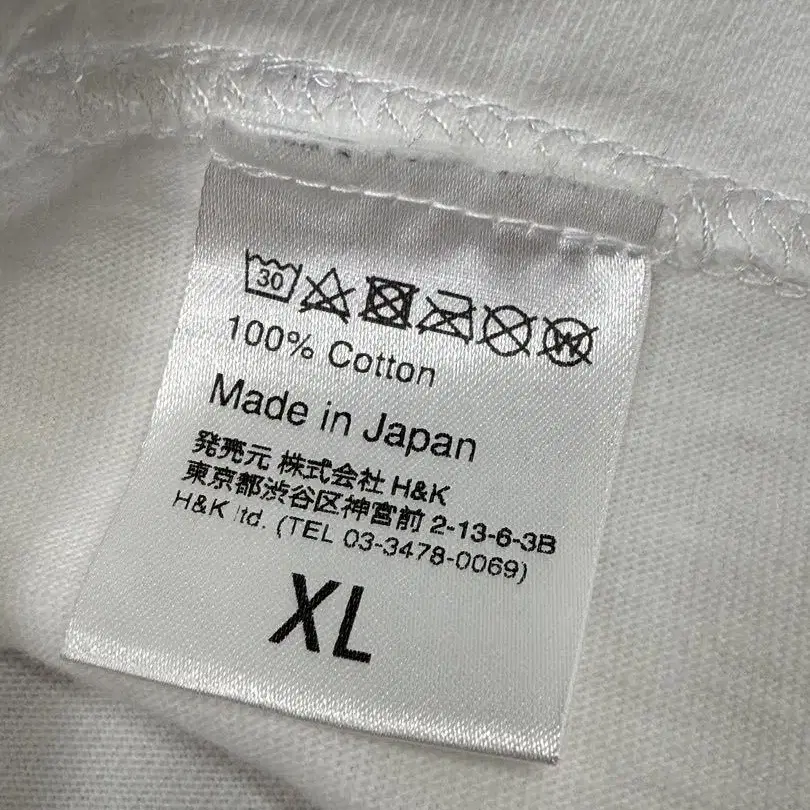 30
100% Cotton
Made in Japan
発売元 株式会社 H&K
東京都渋谷区神宮前 2-13-6-3B
H&K ltd. (TEL 03-3478-0069)
XL